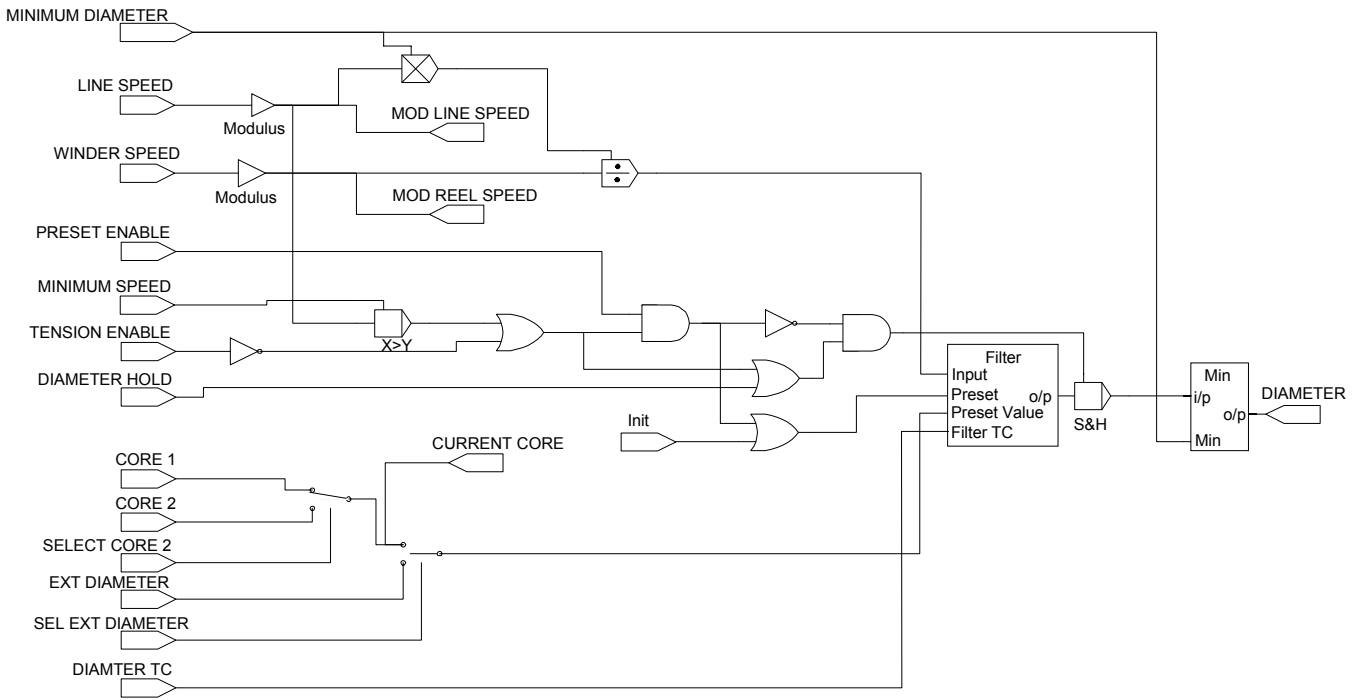 MINIMUM DIAMETER
LINE SPEED
Modulus
MOD LINE SPEED
WINDER SPEED
Modulus
MOD REEL SPEED
PRESET ENABLE
MINIMUM SPEED
TENSION ENABLE
X>Y
DIAMETER HOLD
Init
Filter
Input
Preset
o/p
Preset Value
Filter TC
S&H
Min
i/p
o/p
Min
DIAMETER
CURRENT CORE
CORE 1
CORE 2
SELECT CORE 2
EXT DIAMETER
SEL EXT DIAMETER
DIAMTER TC